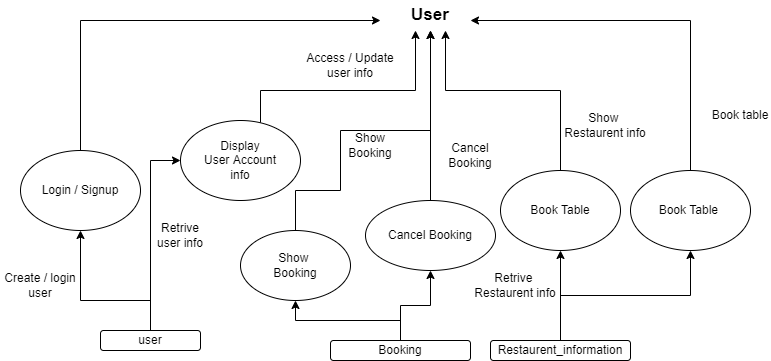 User
Access / Update
user info
Show
Restaurent info
Book table
Display
User Account
info
Show
Booking
Cancel
Booking
Login / Signup
Book Table
Book Table
Retrive
user info
Cancel Booking
Show
Booking
Create / login
user
Retrive
Restaurent info
user
Booking
Restaurent_information